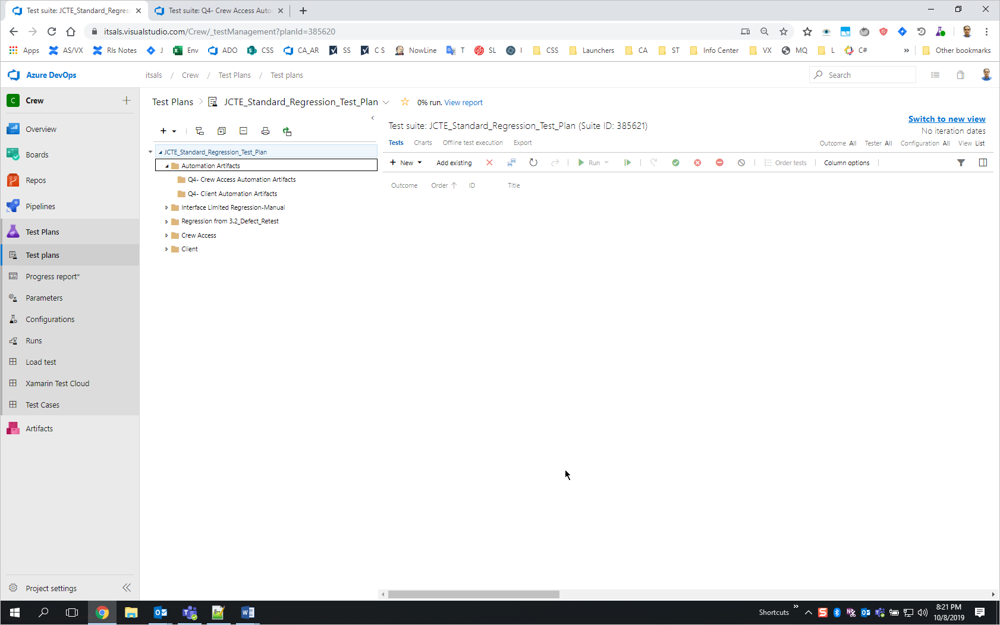 Test suite: JCTE_Standard_Regress
Test suite: Q4- Crew Access Auto
itsals.visualstudio.com/Crew/_testManagement?planId=385620
Apps AS/VX Rls Notes J Env ADO CSS CA_AR SS C S NowLine T SL I CSS Launchers CA ST Info Center VX MQ L C# » Other bookmarks
Azure DevOps itsals / Crew / Test Plans / Test plans Search
C Crew
Overview
Boards
Repos
Pipelines
Test Plans
Test plans
Progress report*
Parameters
Configurations
Runs
Load test
Xamarin Test Cloud
Test Cases
Artifacts
Project settings
Test Plans > JCTE_Standard_Regression_Test_Plan 0% run. View report
JCTE_Standard_Regression_Test_Plan
Automation Artifacts
Q4- Crew Access Automation Artifacts
Q4- Client Automation Artifacts
Interface Limited Regression-Manual
Regression from 3.2_Defect_Retest
Crew Access
Client
Test suite: JCTE_Standard_Regression_Test_Plan (Suite ID: 385621)
Switch to new view
No iteration dates
Tests Charts Offline test execution Export
Outcome All Tester All Configuration All View List
New Add existing Run Order tests Column options
Outcome Order ID Title
Shortcuts »
8:21 PM
10/8/2019